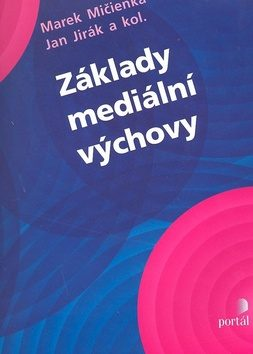 Marek Mičienka
Jan Jirák a kol.
Základy
mediální
výchovy
portál